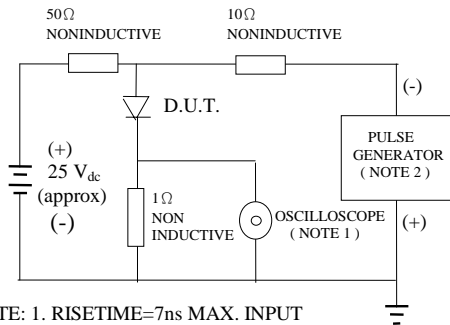 50Ω
NONINDUCTIVE
10Ω
NONINDUCTIVE
(-)
D.U.T.
(+)
25 Vdc
(approx)
(-)
PULSE
GENERATOR
( NOTE 2 )
1Ω
NON
INDUCTIVE
OSCILLOSCOPE
( NOTE 1 )
(+)
TE: 1. RISETIME=7ns MAX. INPUT